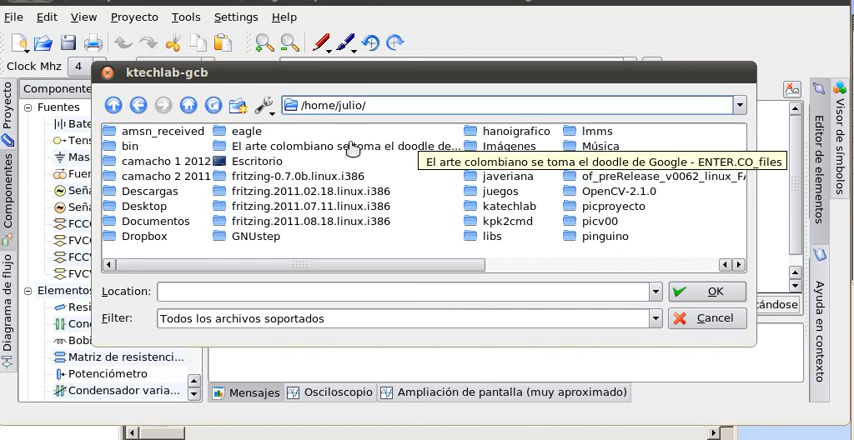 File Edit View Proyecto Tools Settings Help
Clock Mhz 4
ktechlab-gcb
/home/julio/
amsn_received eagle hanoigrafico lmms
bin El arte colombiano se toma el doodle de... Imágenes Música
camacho 1 2012 Escritorio
El arte colombiano se toma el doodle de Google - ENTER.CO_files
camacho 2 2011 fritzing-0.7.0b.linux.i386 javeriana of_preRelease_v0062_linux_FA
Descargas fritzing.2011.02.18.linux.i386 juegos OpenCV-2.1.0
Desktop fritzing.2011.07.11.linux.i386 katechlab picproyecto
Documentos fritzing.2011.08.18.linux.i386 kpk2cmd picv00
Dropbox GNUstep libs pinguino
Location: OK
Filter: Todos los archivos soportados Cancel
Proyecto
Componentes
Diagrama de flujo
Componente
Fuentes
Bate
Tens
Mas
Fuer
Seña
Seña
FCC
FVC
FCC
FVC
Elementos
Resi
Con
Bobi
Matriz de resistenci...
Potenciómetro
Condensador varia...
tándose
Mensajes Osciloscopio Ampliación de pantalla (muy aproximado)
Editor de elementos
Ayuda en contexto
Visor de símbolos